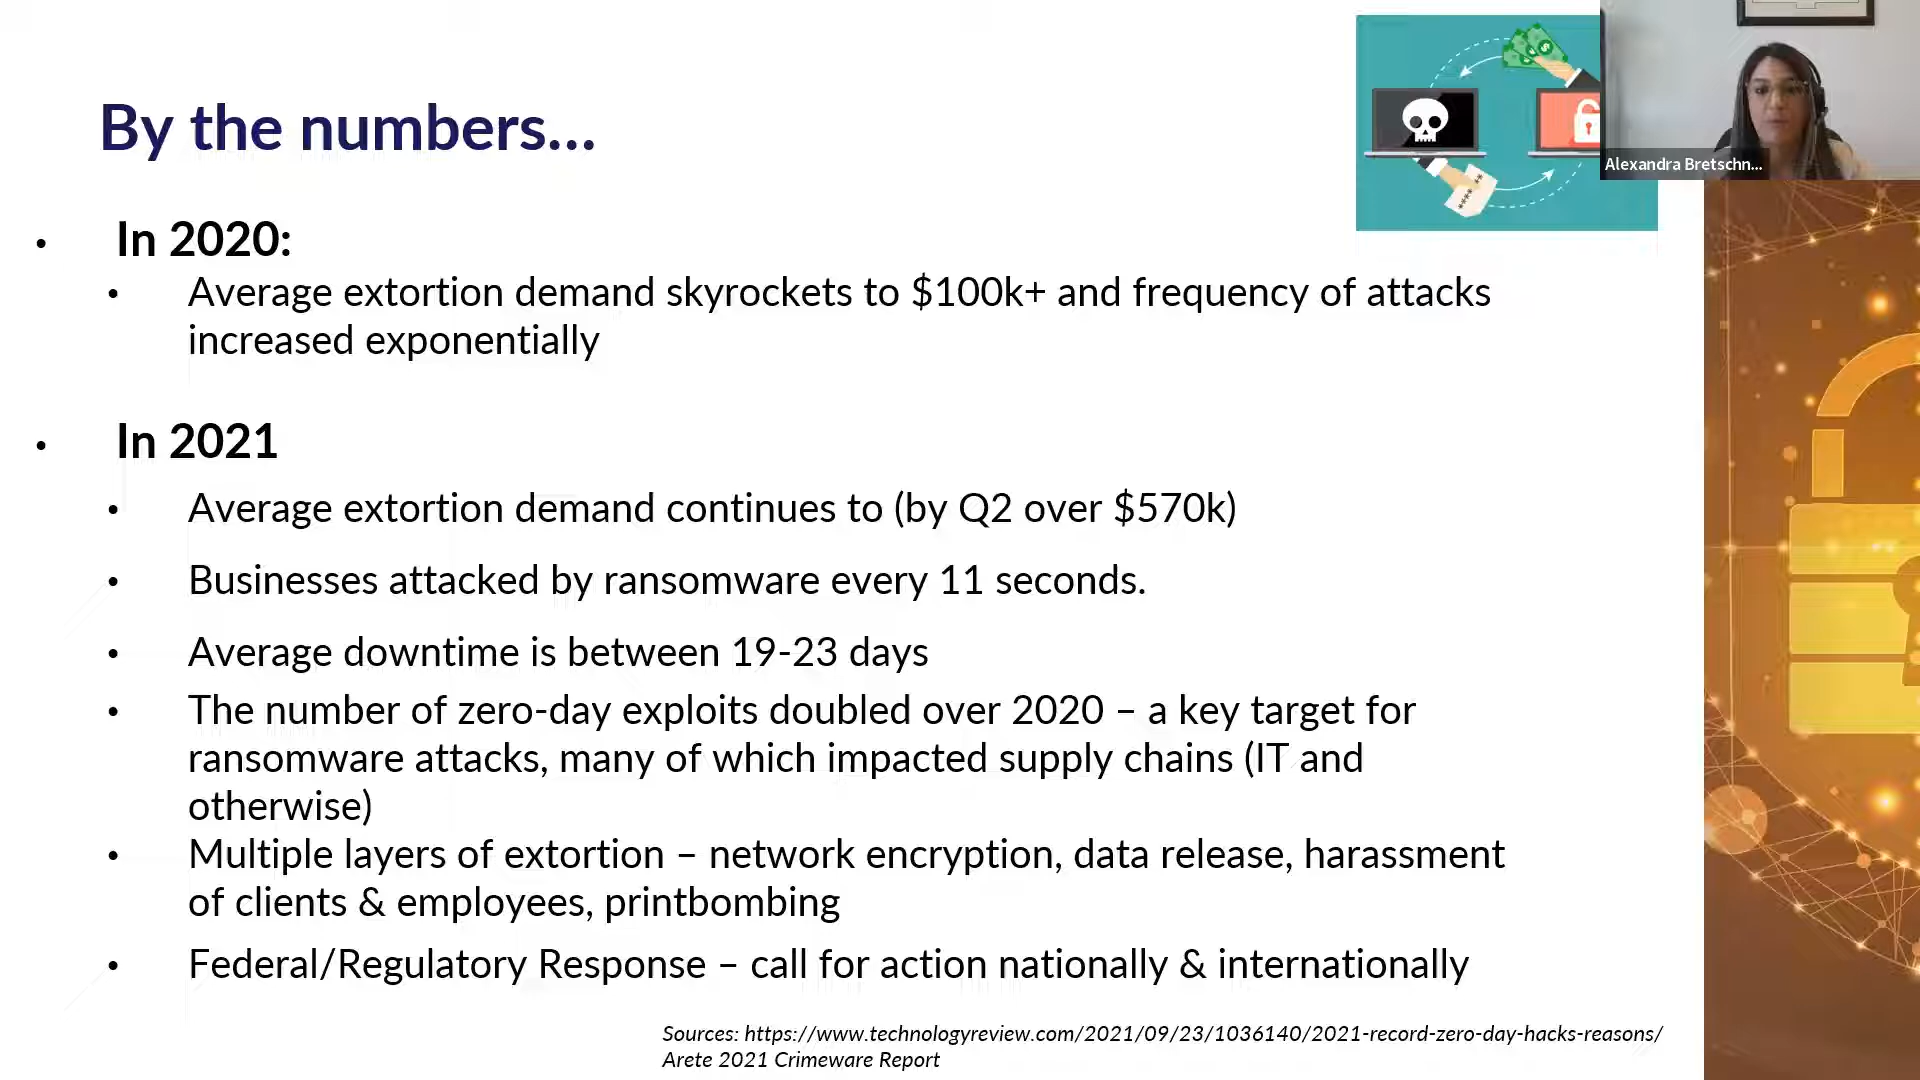 By the numbers...
Alexandra Bretschn...
• In 2020:
• Average extortion demand skyrockets to $100k+ and frequency of attacks
increased exponentially
• In 2021
• Average extortion demand continues to (by Q2 over $570k)
• Businesses attacked by ransomware every 11 seconds.
• Average downtime is between 19-23 days
• The number of zero-day exploits doubled over 2020 – a key target for
ransomware attacks, many of which impacted supply chains (IT and
otherwise)
• Multiple layers of extortion – network encryption, data release, harassment
of clients & employees, printbombing
• Federal/Regulatory Response – call for action nationally & internationally
Sources: https://www.technologyreview.com/2021/09/23/1036140/2021-record-zero-day-hacks-reasons/
Arete 2021 Crimeware Report